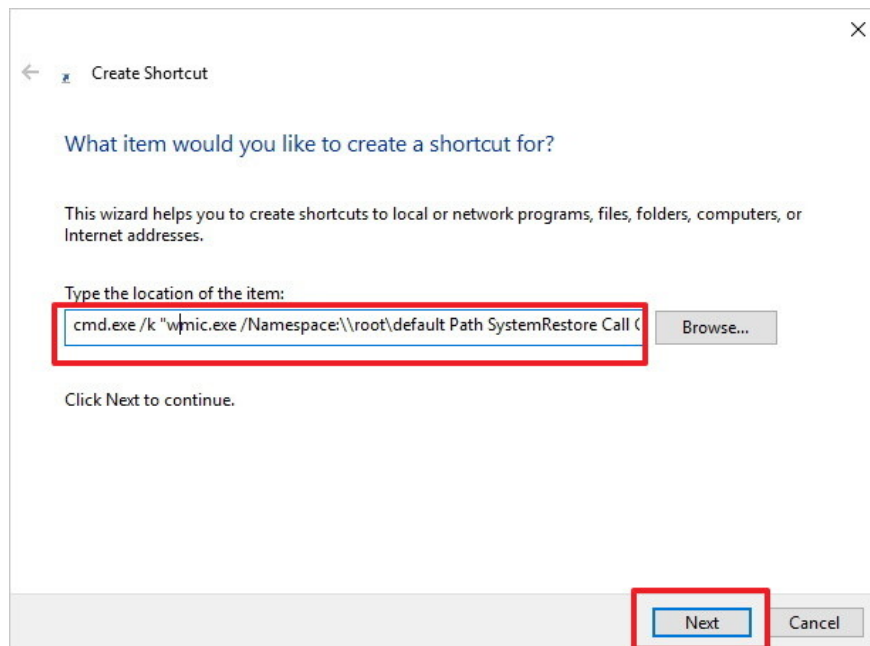 Create Shortcut
What item would you like to create a shortcut for?
This wizard helps you to create shortcuts to local or network programs, files, folders, computers, or
Internet addresses.
Type the location of the item:
cmd.exe /k "wmic.exe /Namespace:\\root\default Path SystemRestore Call
Browse...
Click Next to continue.
Next
Cancel